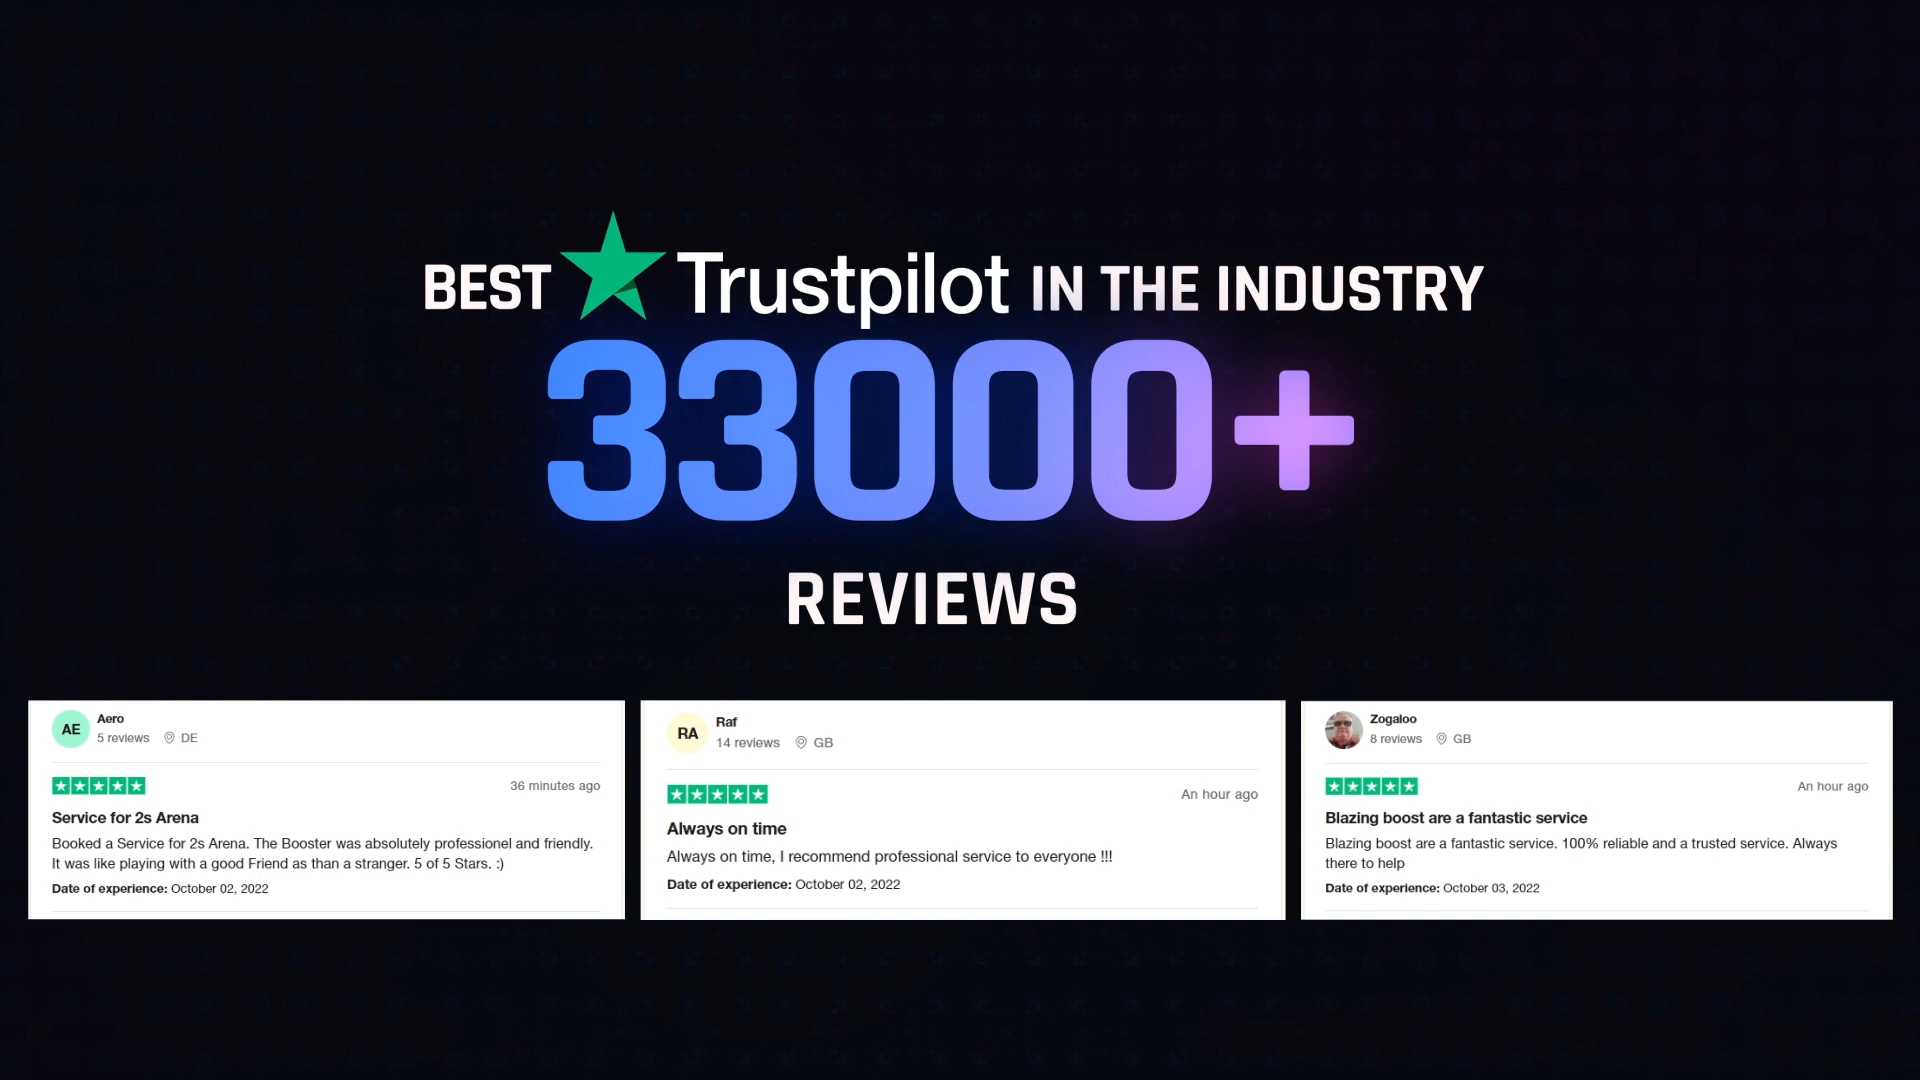 BEST Trustpilot IN THE INDUSTRY
33000+
REVIEWS
AE
Aero
5 reviews DE
36 minutes ago
Service for 2s Arena
Booked a Service for 2s Arena. The Booster was absolutely professionel and friendly.
It was like playing with a good Friend as than a stranger. 5 of 5 Stars. :)
Date of experience: October 02, 2022
RA
Raf
14 reviews GB
An hour ago
Always on time
Always on time, I recommend professional service to everyone !!!
Date of experience: October 02, 2022
Zogaloo
8 reviews GB
An hour ago
Blazing boost are a fantastic service
Blazing boost are a fantastic service. 100% reliable and a trusted service. Always
there to help
Date of experience: October 03, 2022